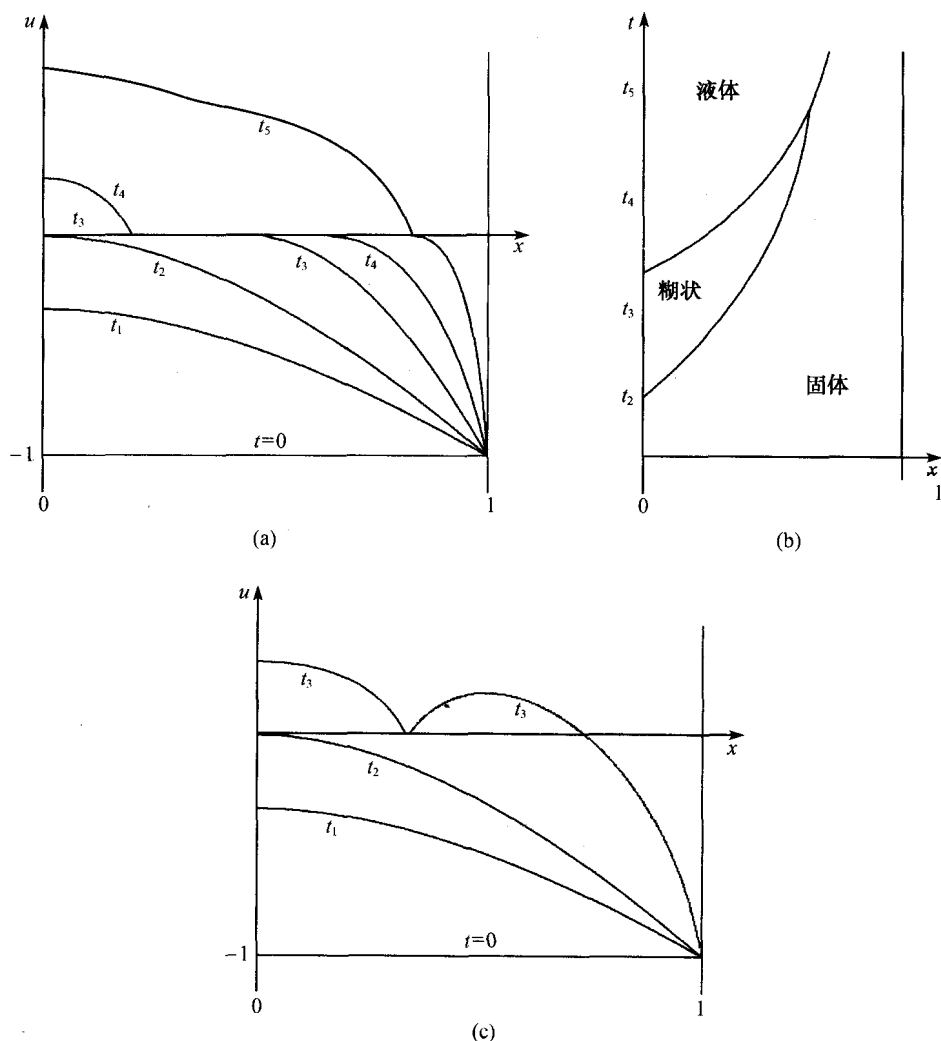 u
t₅
t₄
t₃
x
t₃
t₄
t₂
t₁
t=0
−1
0
1
(a)
t
t₅
液体
t₄
糊状
t₃
固体
t₂
x
0
1
(b)
u
t₃
t₃
x
t₂
t₁
t=0
−1
0
1
(c)